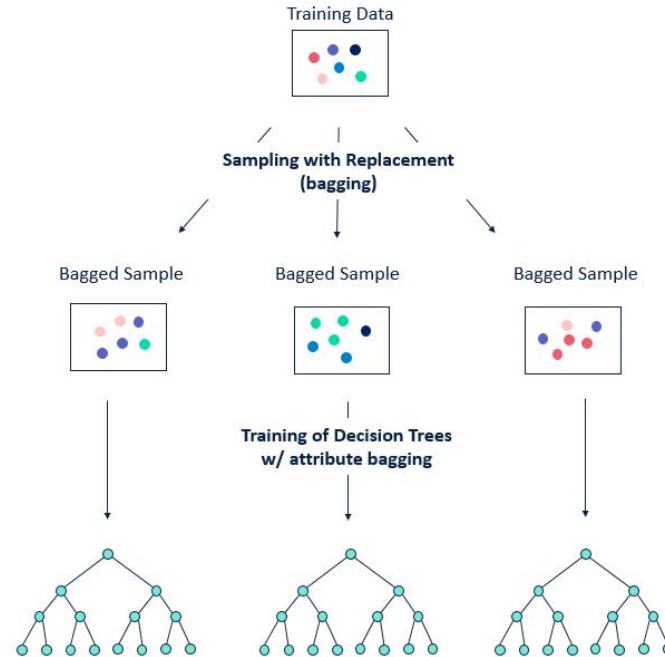 Training Data
Sampling with Replacement
(bagging)
Bagged Sample
Bagged Sample
Bagged Sample
Training of Decision Trees
w/ attribute bagging